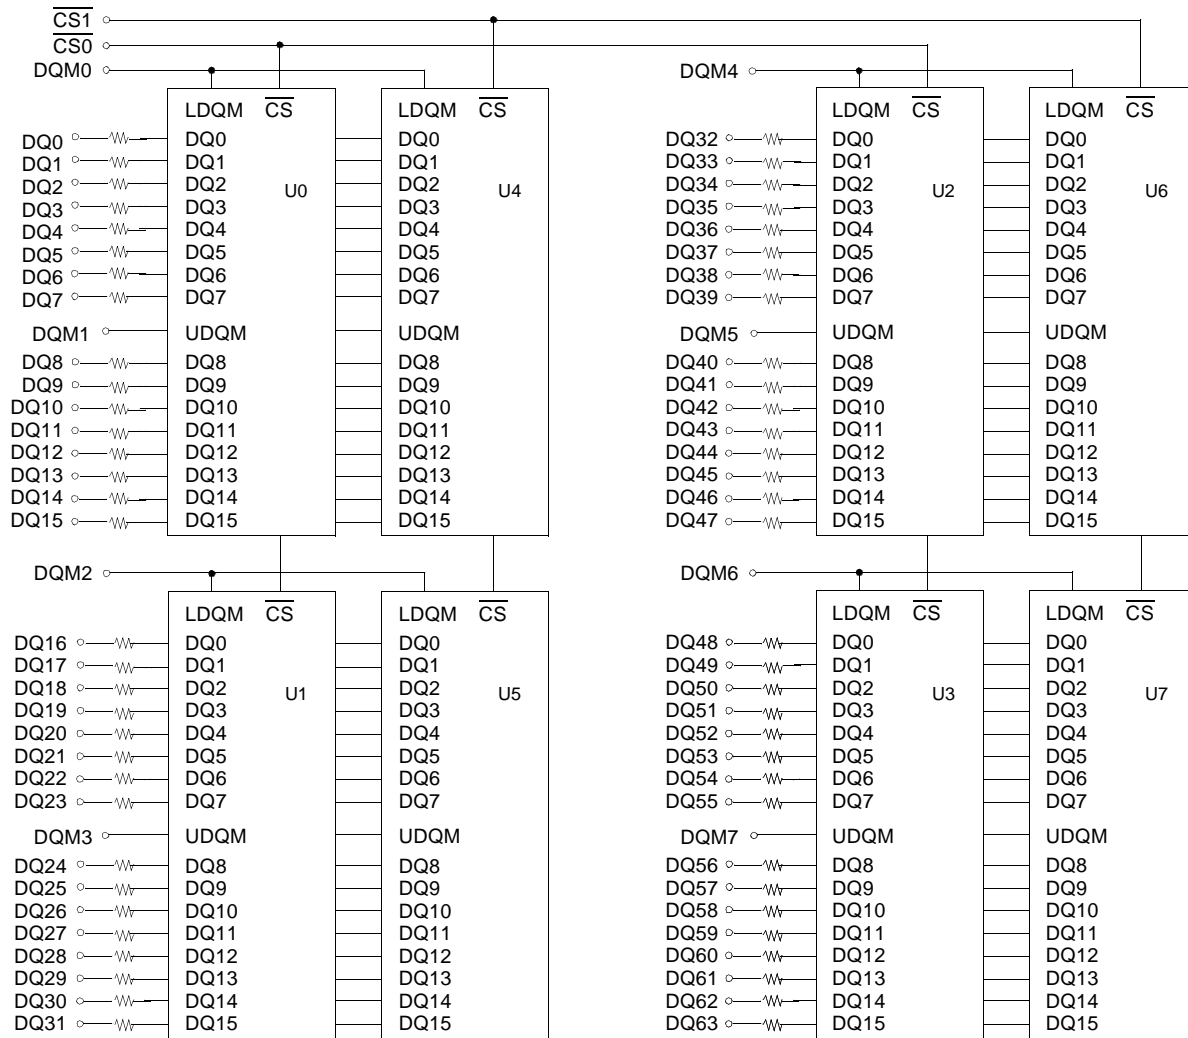 CS1
CS0
DQM0 DQM4
LDQM CS LDQM CS LDQM CS LDQM CS
DQ0 DQ0 DQ0 DQ32 DQ0 DQ0
DQ1 DQ1 DQ1 DQ33 DQ1 DQ1
DQ2 DQ2 U0 DQ2 U4 DQ34 DQ2 U2 DQ2 U6
DQ3 DQ3 DQ3 DQ35 DQ3 DQ3
DQ4 DQ4 DQ4 DQ36 DQ4 DQ4
DQ5 DQ5 DQ5 DQ37 DQ5 DQ5
DQ6 DQ6 DQ6 DQ38 DQ6 DQ6
DQ7 DQ7 DQ7 DQ39 DQ7 DQ7
DQM1 UDQM UDQM DQM5 UDQM UDQM
DQ8 DQ8 DQ8 DQ40 DQ8 DQ8
DQ9 DQ9 DQ9 DQ41 DQ9 DQ9
DQ10 DQ10 DQ10 DQ42 DQ10 DQ10
DQ11 DQ11 DQ11 DQ43 DQ11 DQ11
DQ12 DQ12 DQ12 DQ44 DQ12 DQ12
DQ13 DQ13 DQ13 DQ45 DQ13 DQ13
DQ14 DQ14 DQ14 DQ46 DQ14 DQ14
DQ15 DQ15 DQ15 DQ47 DQ15 DQ15
DQM2 DQM6
LDQM CS LDQM CS LDQM CS LDQM CS
DQ16 DQ0 DQ0 DQ48 DQ0 DQ0
DQ17 DQ1 DQ1 DQ49 DQ1 DQ1
DQ18 DQ2 U1 DQ2 U5 DQ50 DQ2 U3 DQ2 U7
DQ19 DQ3 DQ3 DQ51 DQ3 DQ3
DQ20 DQ4 DQ4 DQ52 DQ4 DQ4
DQ21 DQ5 DQ5 DQ53 DQ5 DQ5
DQ22 DQ6 DQ6 DQ54 DQ6 DQ6
DQ23 DQ7 DQ7 DQ55 DQ7 DQ7
DQM3 UDQM UDQM DQM7 UDQM UDQM
DQ24 DQ8 DQ8 DQ56 DQ8 DQ8
DQ25 DQ9 DQ9 DQ57 DQ9 DQ9
DQ26 DQ10 DQ10 DQ58 DQ10 DQ10
DQ27 DQ11 DQ11 DQ59 DQ11 DQ11
DQ28 DQ12 DQ12 DQ60 DQ12 DQ12
DQ29 DQ13 DQ13 DQ61 DQ13 DQ13
DQ30 DQ14 DQ14 DQ62 DQ14 DQ14
DQ31 DQ15 DQ15 DQ63 DQ15 DQ15